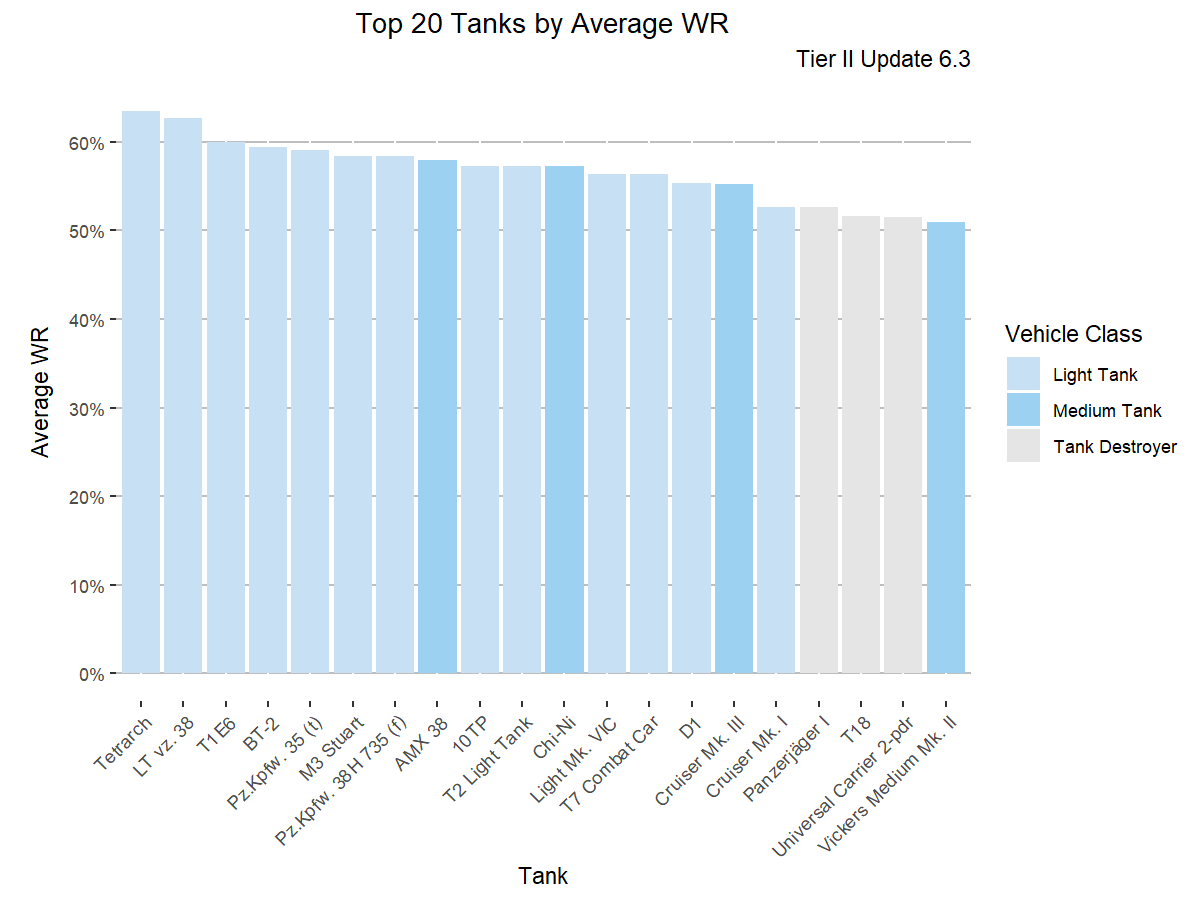 Top 20 Tanks by Average WR
Tier II Update 6.3
60%
50%
40%
30%
20%
10%
0%
Average WR
Tetrarch
LT vz. 38
T1E6
BT-2
Pz.Kpfw. 35 (t)
M3 Stuart
Pz.Kpfw. 38H 735 (f)
AMX 38
10TP
T2 Light Tank
Chi-Ni
Light Mk. VIC
T7 Combat Car
D1
Cruiser Mk. III
Cruiser Mk. I
Panzerjäger I
T18
Universal Carrier 2-pdr
Vickers Medium Mk. II
Tank
Vehicle Class
Light Tank
Medium Tank
Tank Destroyer